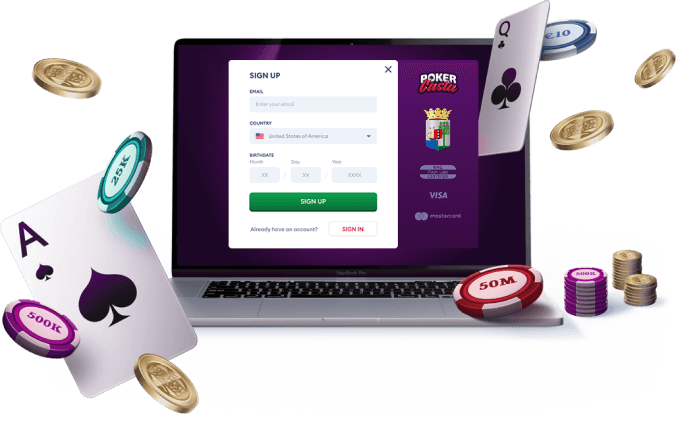 Q
€10
SIGN UP
EMAIL
Enter your email
COUNTRY
United States of America
BIRTHDATE
Month Day Year
XX XX XXXX
SIGN UP
Already have an account? SIGN IN
POKER
Casta
VISA
mastercard
MacBook Pro
25K
A
500K
50M
500K